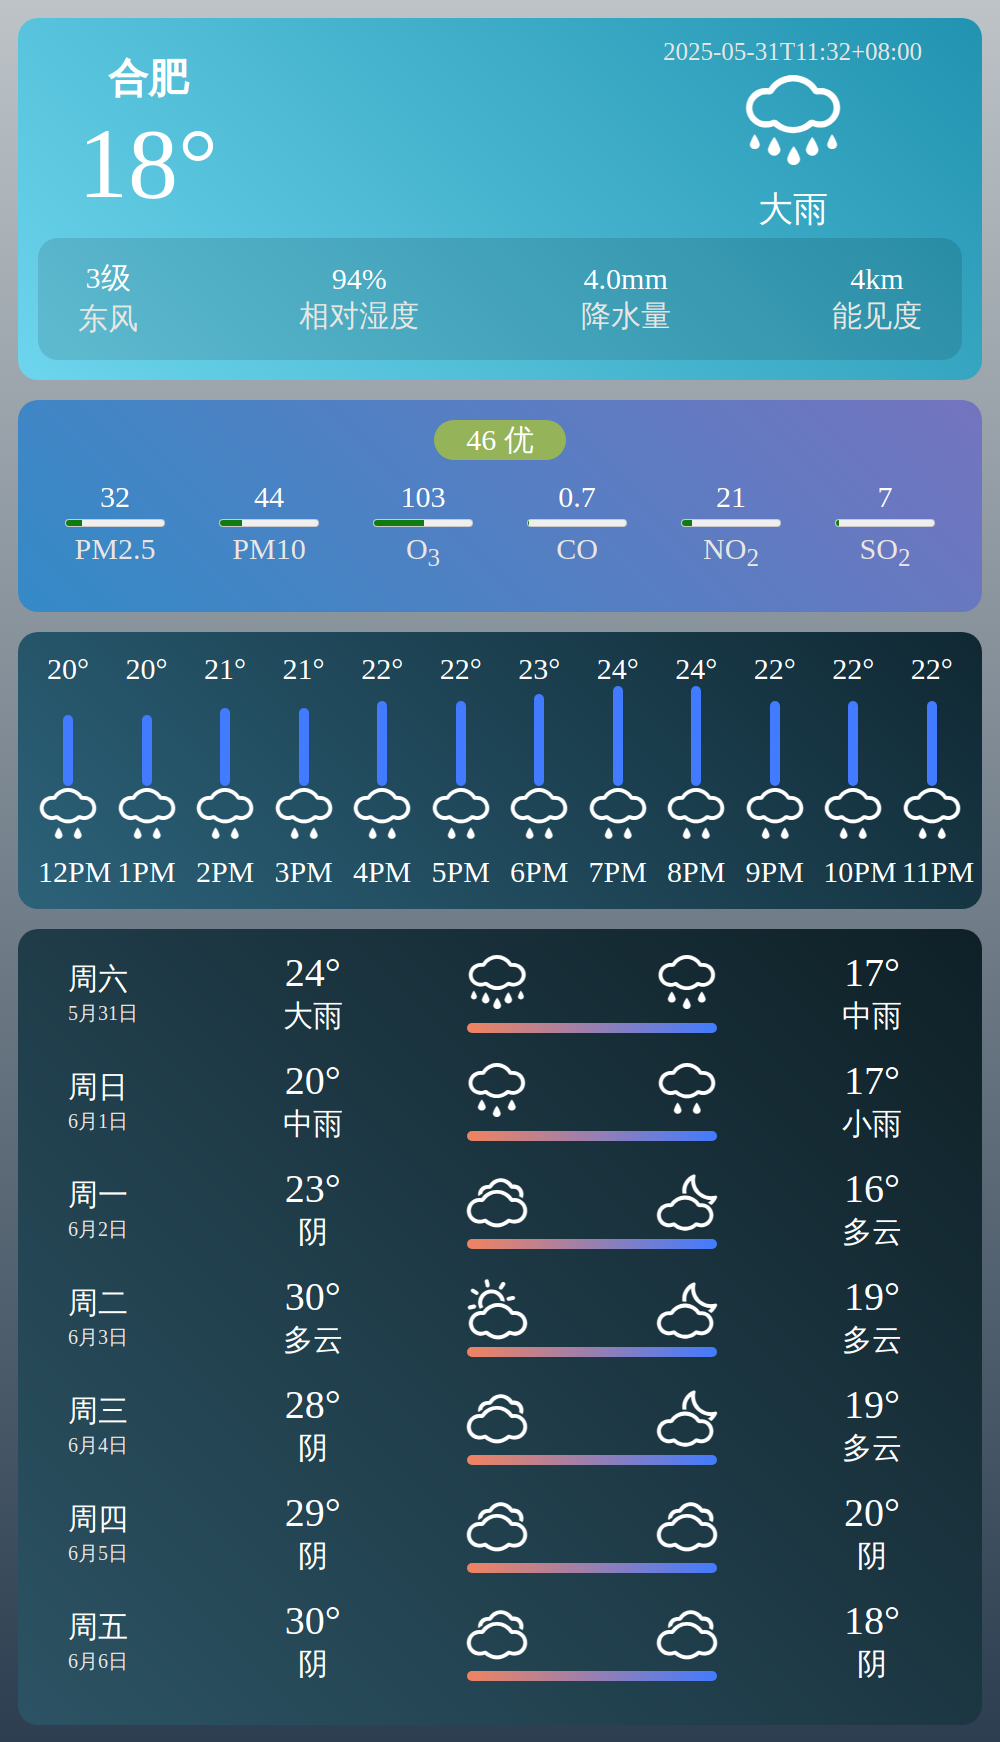 合肥
18°
2025-05-31T11:32+08:00
大雨
3级 94% 4.0mm 4km
东风 相对湿度 降水量 能见度
46 优
32 44 103 0.7 21 7
PM2.5 PM10 O3 CO NO2 SO2
20° 20° 21° 21° 22° 22° 23° 24° 24° 22° 22° 22°
12PM 1PM 2PM 3PM 4PM 5PM 6PM 7PM 8PM 9PM 10PM 11PM
周六 24° 17°
5月31日 大雨 中雨
周日 20° 17°
6月1日 中雨 小雨
周一 23° 16°
6月2日 阴 多云
周二 30° 19°
6月3日 多云 多云
周三 28° 19°
6月4日 阴 多云
周四 29° 20°
6月5日 阴 阴
周五 30° 18°
6月6日 阴 阴